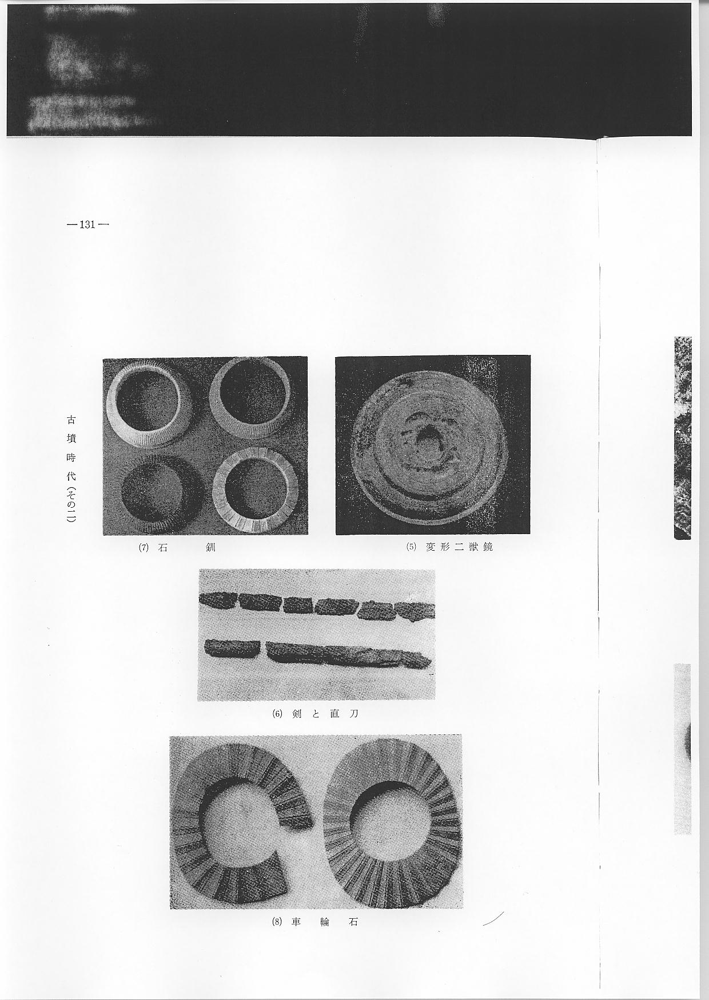 —131—
古墳時代(その二)
(7) 石釧
(5) 変形二獣鏡
(6) 剣と直刀
(8) 車輪石